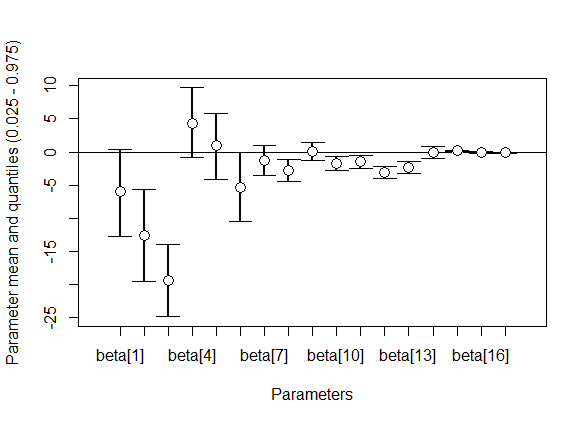 Parameter mean and quantiles (0.025 - 0.975)
10
5
0
-5
-15
-25
beta[1] beta[4] beta[7] beta[10] beta[13] beta[16]
Parameters